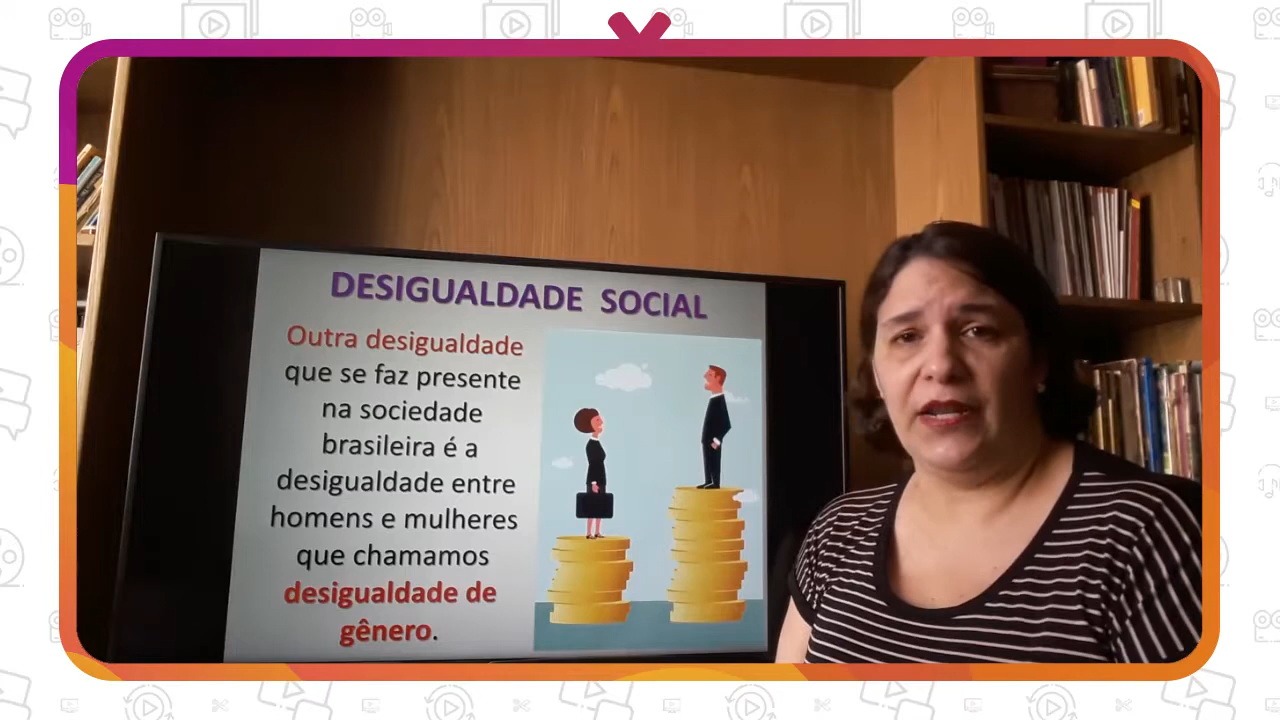 DESIGUALDADE SOCIAL
Outra desigualdade
que se faz presente
na sociedade
brasileira é a
desigualdade entre
homens e mulheres
que chamamos
desigualdade de
gênero.